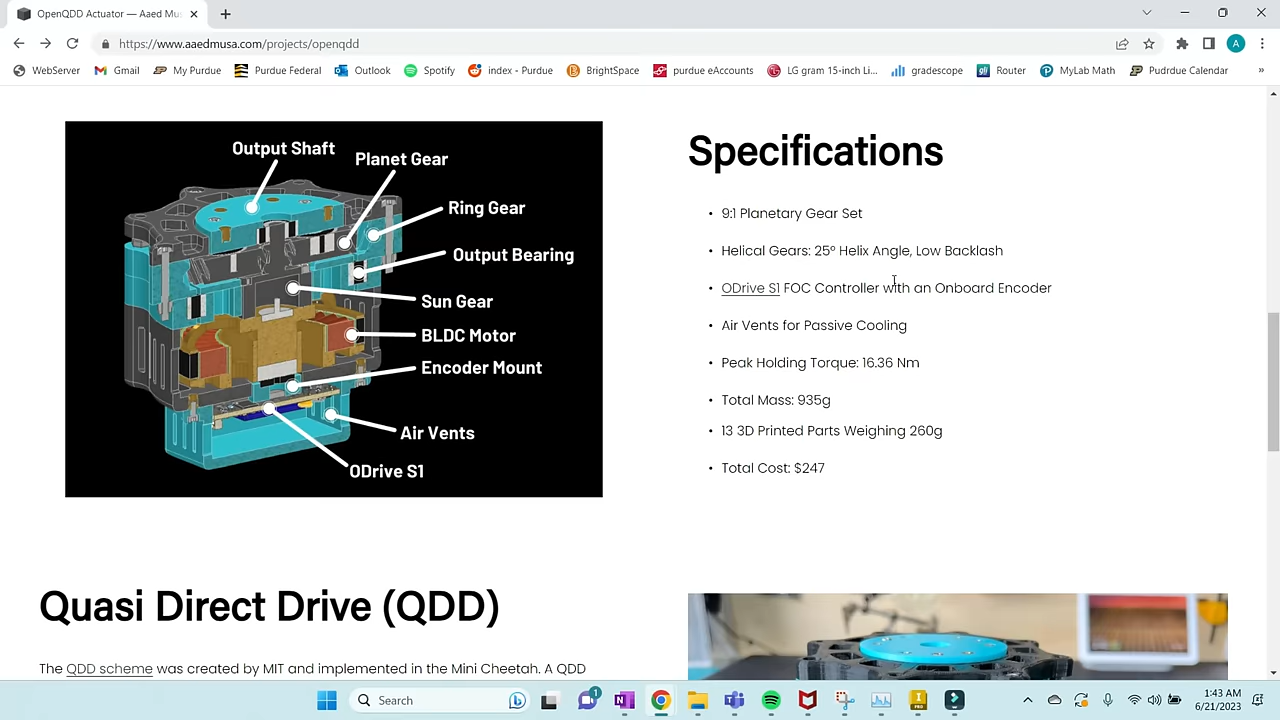 OpenQDD Actuator — Aaed Mus
https://www.aaedmusa.com/projects/openqdd
A
WebServer
Gmail
My Purdue
Purdue Federal
Outlook
Spotify
index - Purdue
BrightSpace
purdue eAccounts
LG gram 15-inch Li...
gradescope
Router
MyLab Math
Pudrdue Calendar
»
Output Shaft
Planet Gear
Ring Gear
Output Bearing
Sun Gear
BLDC Motor
Encoder Mount
Air Vents
ODrive S1
Specifications
• 9:1 Planetary Gear Set
• Helical Gears: 25º Helix Angle, Low Backlash
• ODrive S1 FOC Controller with an Onboard Encoder
• Air Vents for Passive Cooling
• Peak Holding Torque: 16.36 Nm
• Total Mass: 935g
• 13 3D Printed Parts Weighing 260g
• Total Cost: $247
Quasi Direct Drive (QDD)
The QDD scheme was created by MIT and implemented in the Mini Cheetah. A QDD
Search
1
1:43 AM
6/21/2023